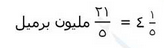 ٤ ١/٥ = ٢١/٥ مليون برميل